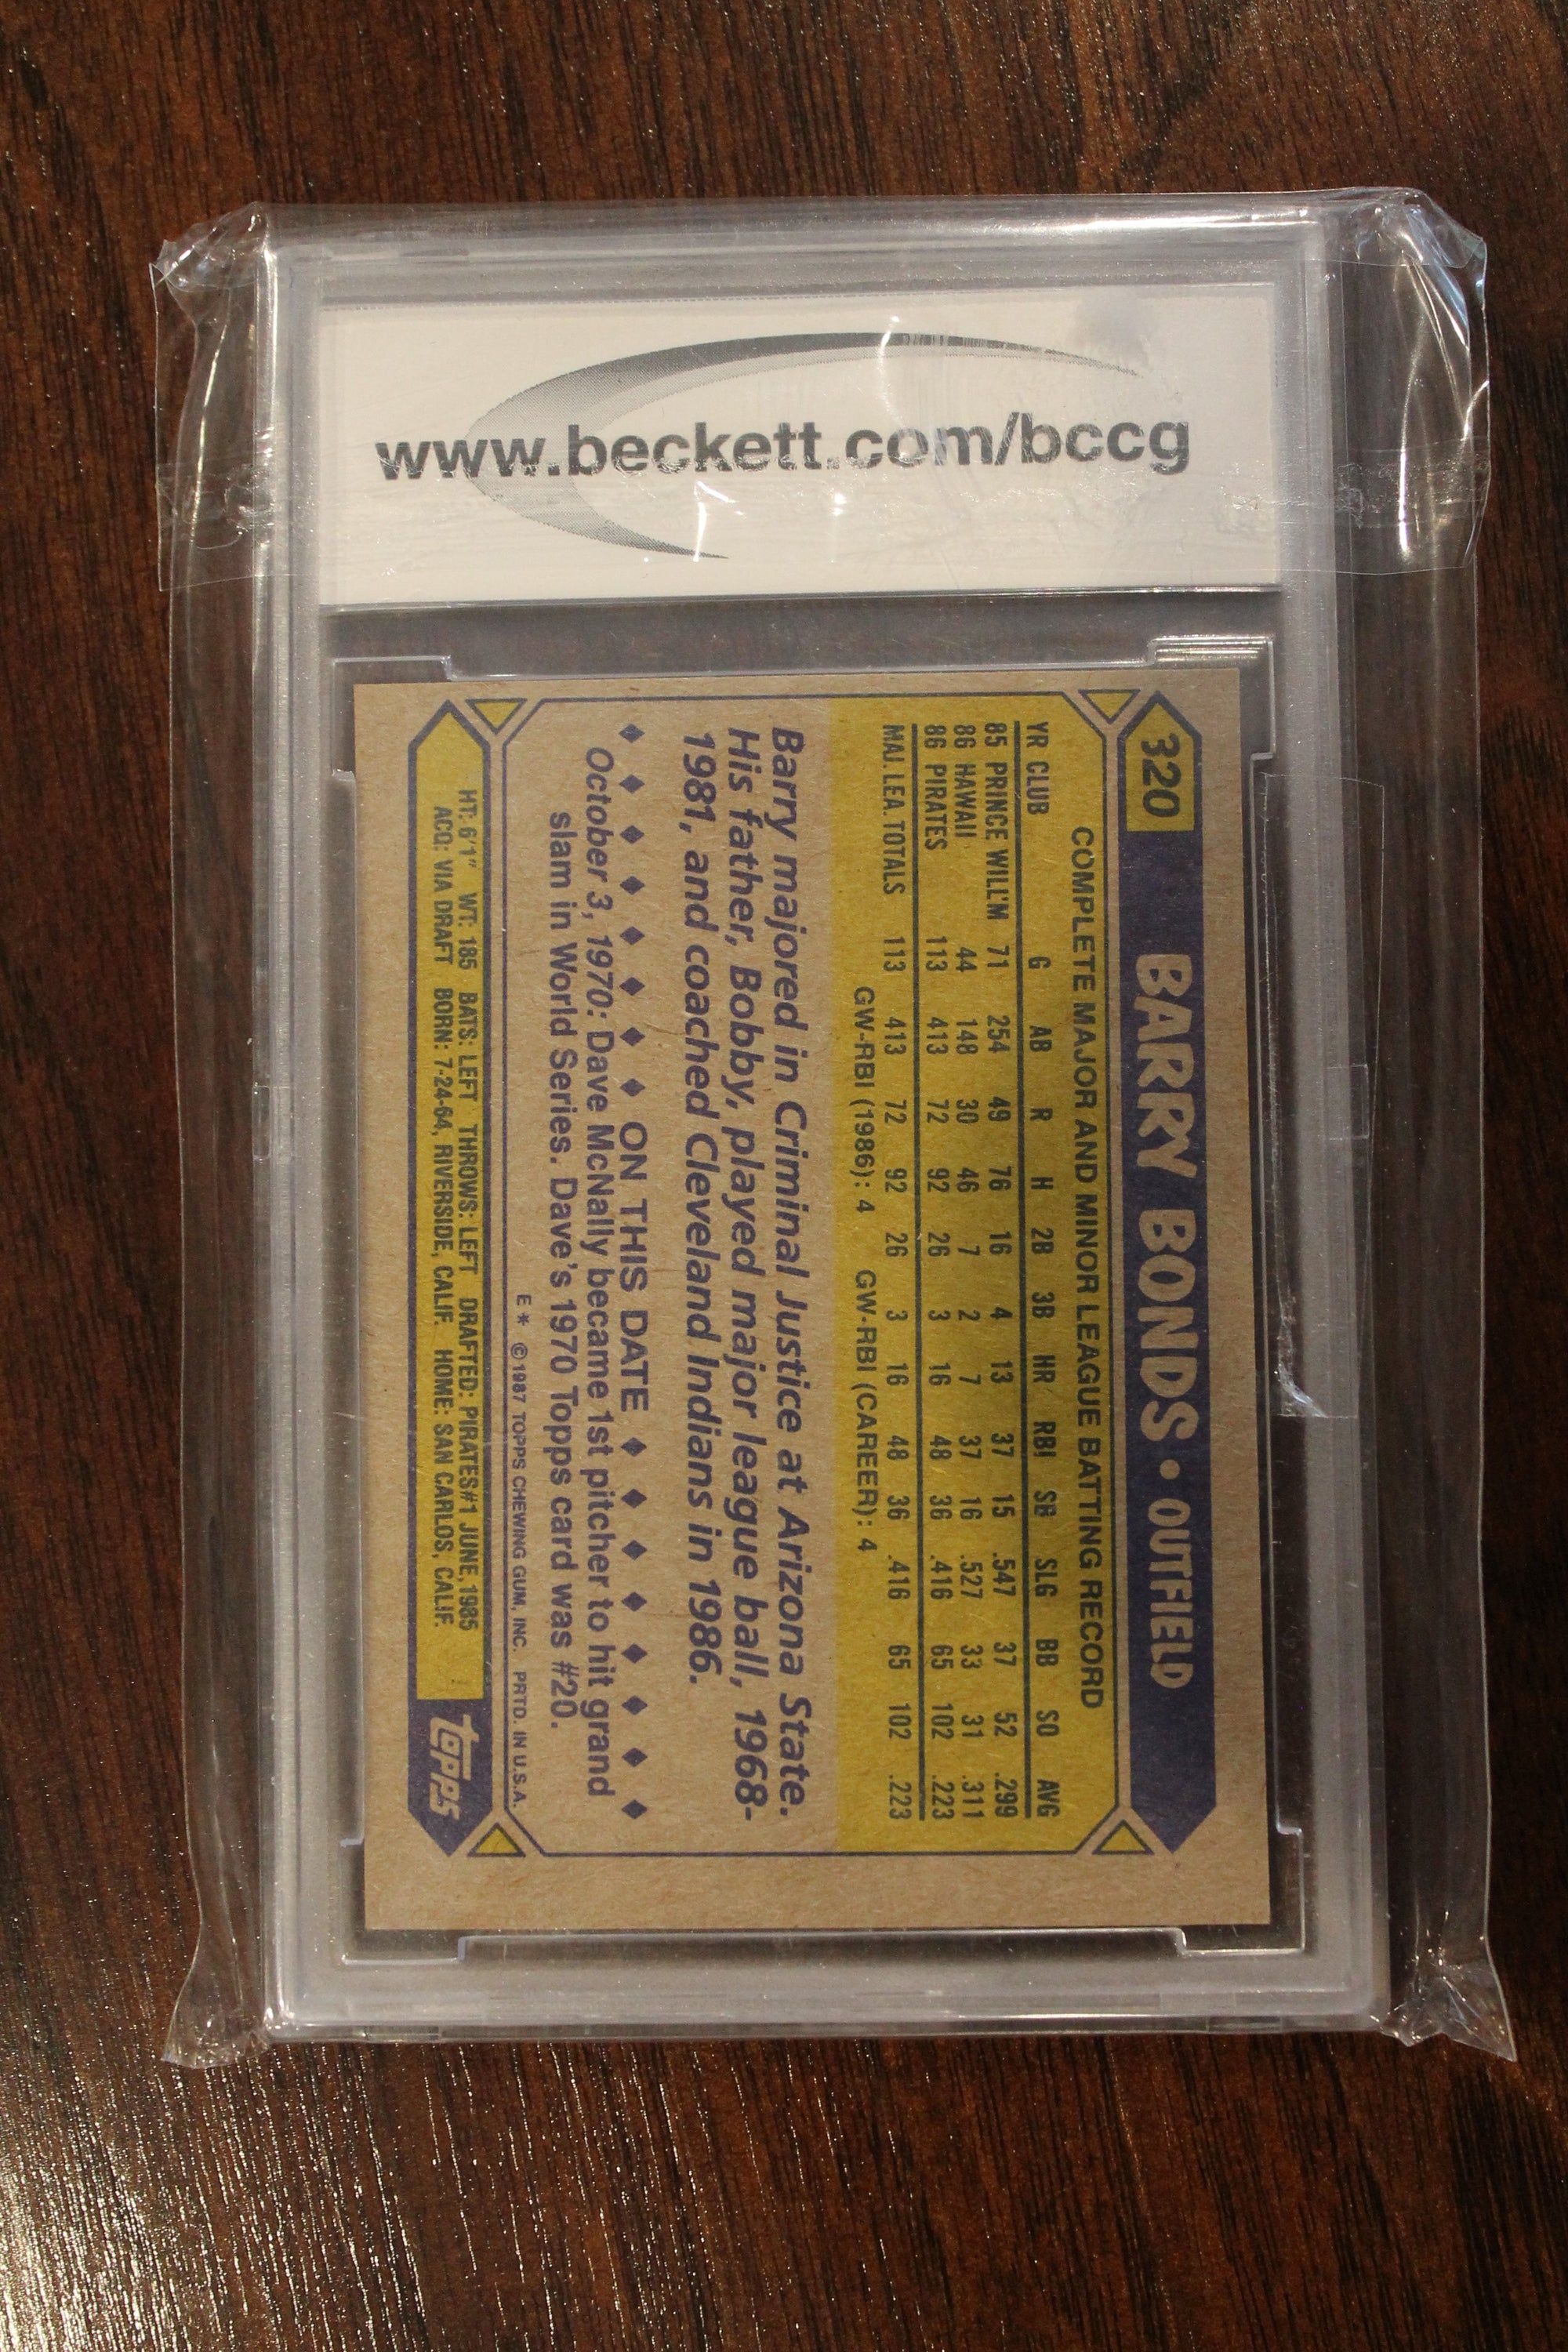 www.beckett.com/bccg
320 BARRY BONDS • OUTFIELD
COMPLETE MAJOR AND MINOR LEAGUE BATTING RECORD
YR CLUB G AB R H 2B 3B HR RBI SB SLG BB SO AVG
85 PRINCE WILL'M 71 254 49 76 16 4 13 37 15 .547 37 52 .299
86 HAWAII 44 148 30 46 7 2 7 37 16 .527 33 31 .311
86 PIRATES 113 413 72 92 26 3 16 48 36 .416 65 102 .223
MAJ. LEA. TOTALS 113 413 72 92 26 3 16 48 36 .416 65 102 .223
GW-RBI (1986): 4 GW-RBI (CAREER): 4
Barry majored in Criminal Justice at Arizona State.
His father, Bobby, played major league ball, 1968-
1981, and coached Cleveland Indians in 1986.
ON THIS DATE
October 3, 1970: Dave McNally became 1st pitcher to hit grand
slam in World Series. Dave's 1970 Topps card was #20.
E * ©1987 TOPPS CHEWING GUM, INC. PRTD. IN U.S.A.
HT: 6'1" WT: 185 BATS: LEFT THROWS: LEFT DRAFTED: PIRATES#1 JUNE, 1985
ACQ: VIA DRAFT BORN: 7-24-64, RIVERSIDE, CALIF. HOME: SAN CARLOS, CALIF.
topps